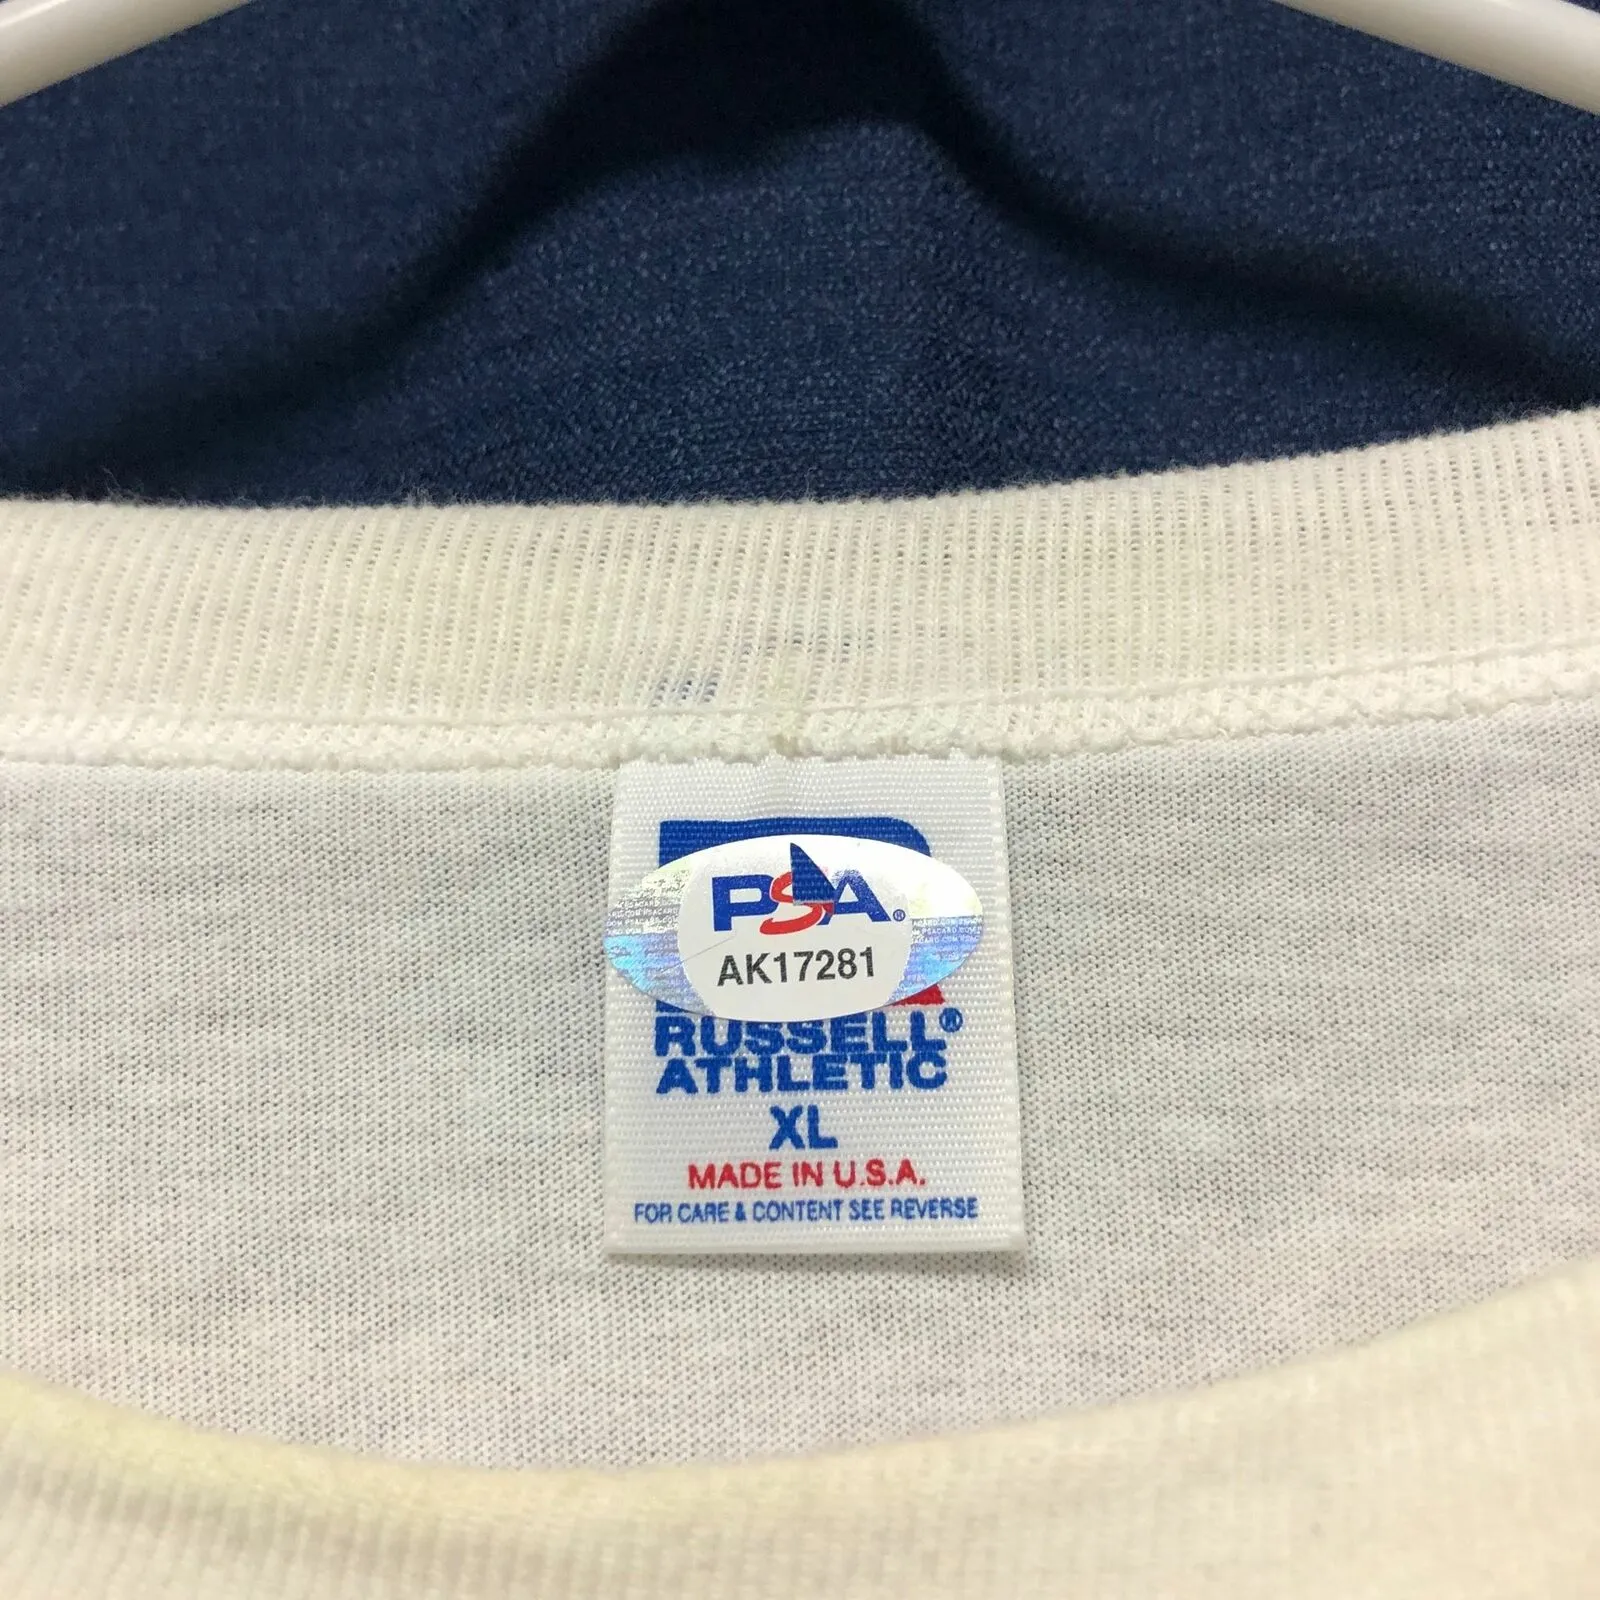 PSA®
AK17281
RUSSELL®
ATHLETIC
XL
MADE IN U.S.A.
FOR CARE & CONTENT SEE REVERSE